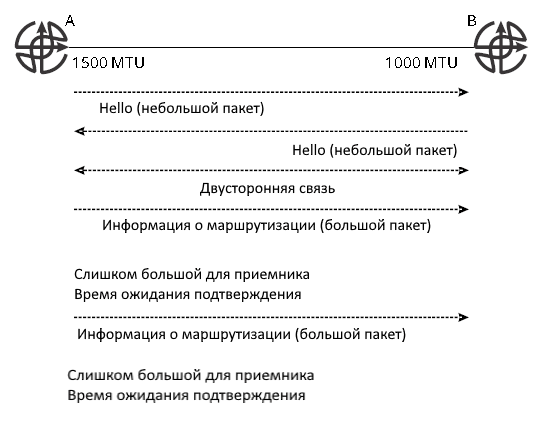 A B
1500 MTU 1000 MTU
Hello (небольшой пакет)
Hello (небольшой пакет)
Двусторонняя связь
Информация о маршрутизации (большой пакет)
Слишком большой для приемника
Время ожидания подтверждения
Информация о маршрутизации (большой пакет)
Слишком большой для приемника
Время ожидания подтверждения